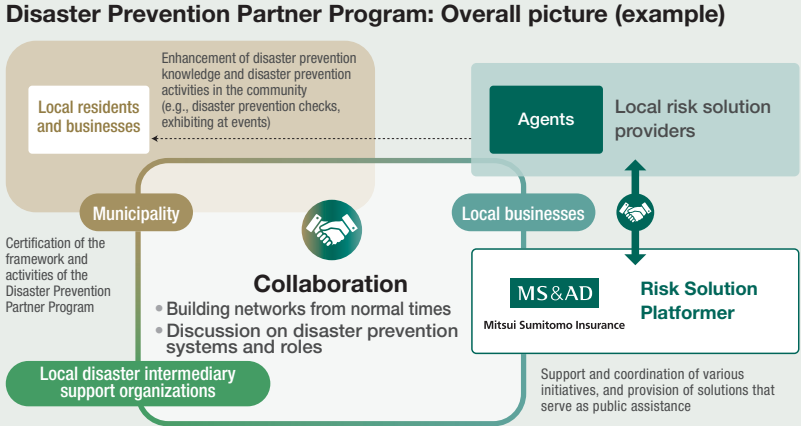 Disaster Prevention Partner Program: Overall picture (example)
Enhancement of disaster prevention
knowledge and disaster prevention
activities in the community
(e.g., disaster prevention checks,
exhibiting at events)
Local residents
and businesses
Agents
Local risk solution
providers
Municipality
Local businesses
Certification of the
framework and
activities of the
Disaster Prevention
Partner Program
Collaboration
• Building networks from normal times
• Discussion on disaster prevention
systems and roles
MS&AD
Mitsui Sumitomo Insurance
Risk Solution
Platformer
Local disaster intermediary
support organizations
Support and coordination of various
initiatives, and provision of solutions that
serve as public assistance